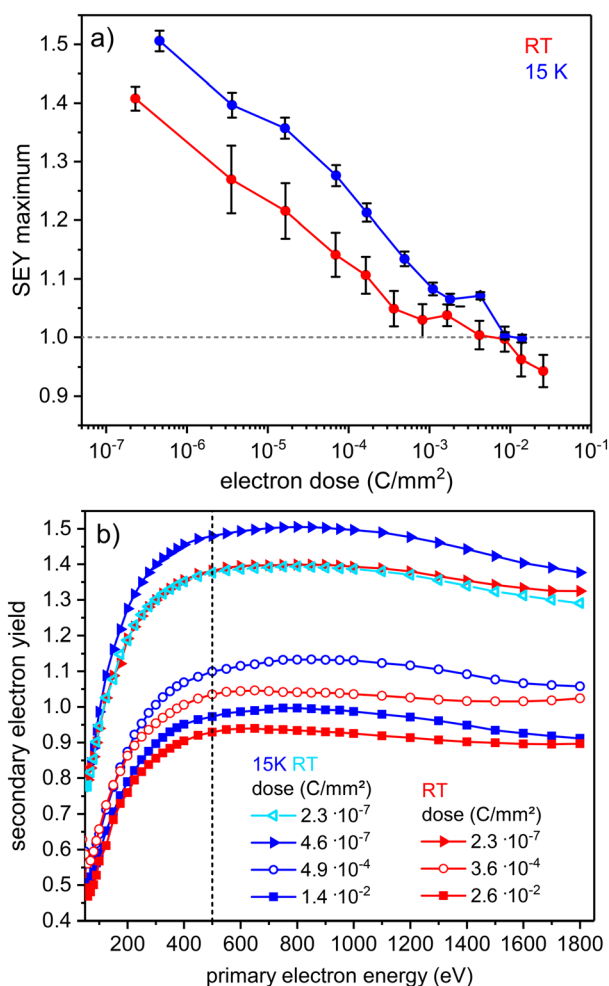 a)
RT
15 K
SEY maximum
1.5
1.4
1.3
1.2
1.1
1.0
0.9
10⁻⁷ 10⁻⁶ 10⁻⁵ 10⁻⁴ 10⁻³ 10⁻² 10⁻¹
electron dose (C/mm²)
b)
secondary electron yield
1.5
1.4
1.3
1.2
1.1
1.0
0.9
0.8
0.7
0.6
0.5
0.4
15K RT
dose (C/mm²)
2.3 ·10⁻⁷
4.6 ·10⁻⁷
4.9 ·10⁻⁴
1.4 ·10⁻²
RT
dose (C/mm²)
2.3 ·10⁻⁷
3.6 ·10⁻⁴
2.6 ·10⁻²
200 400 600 800 1000 1200 1400 1600 1800
primary electron energy (eV)